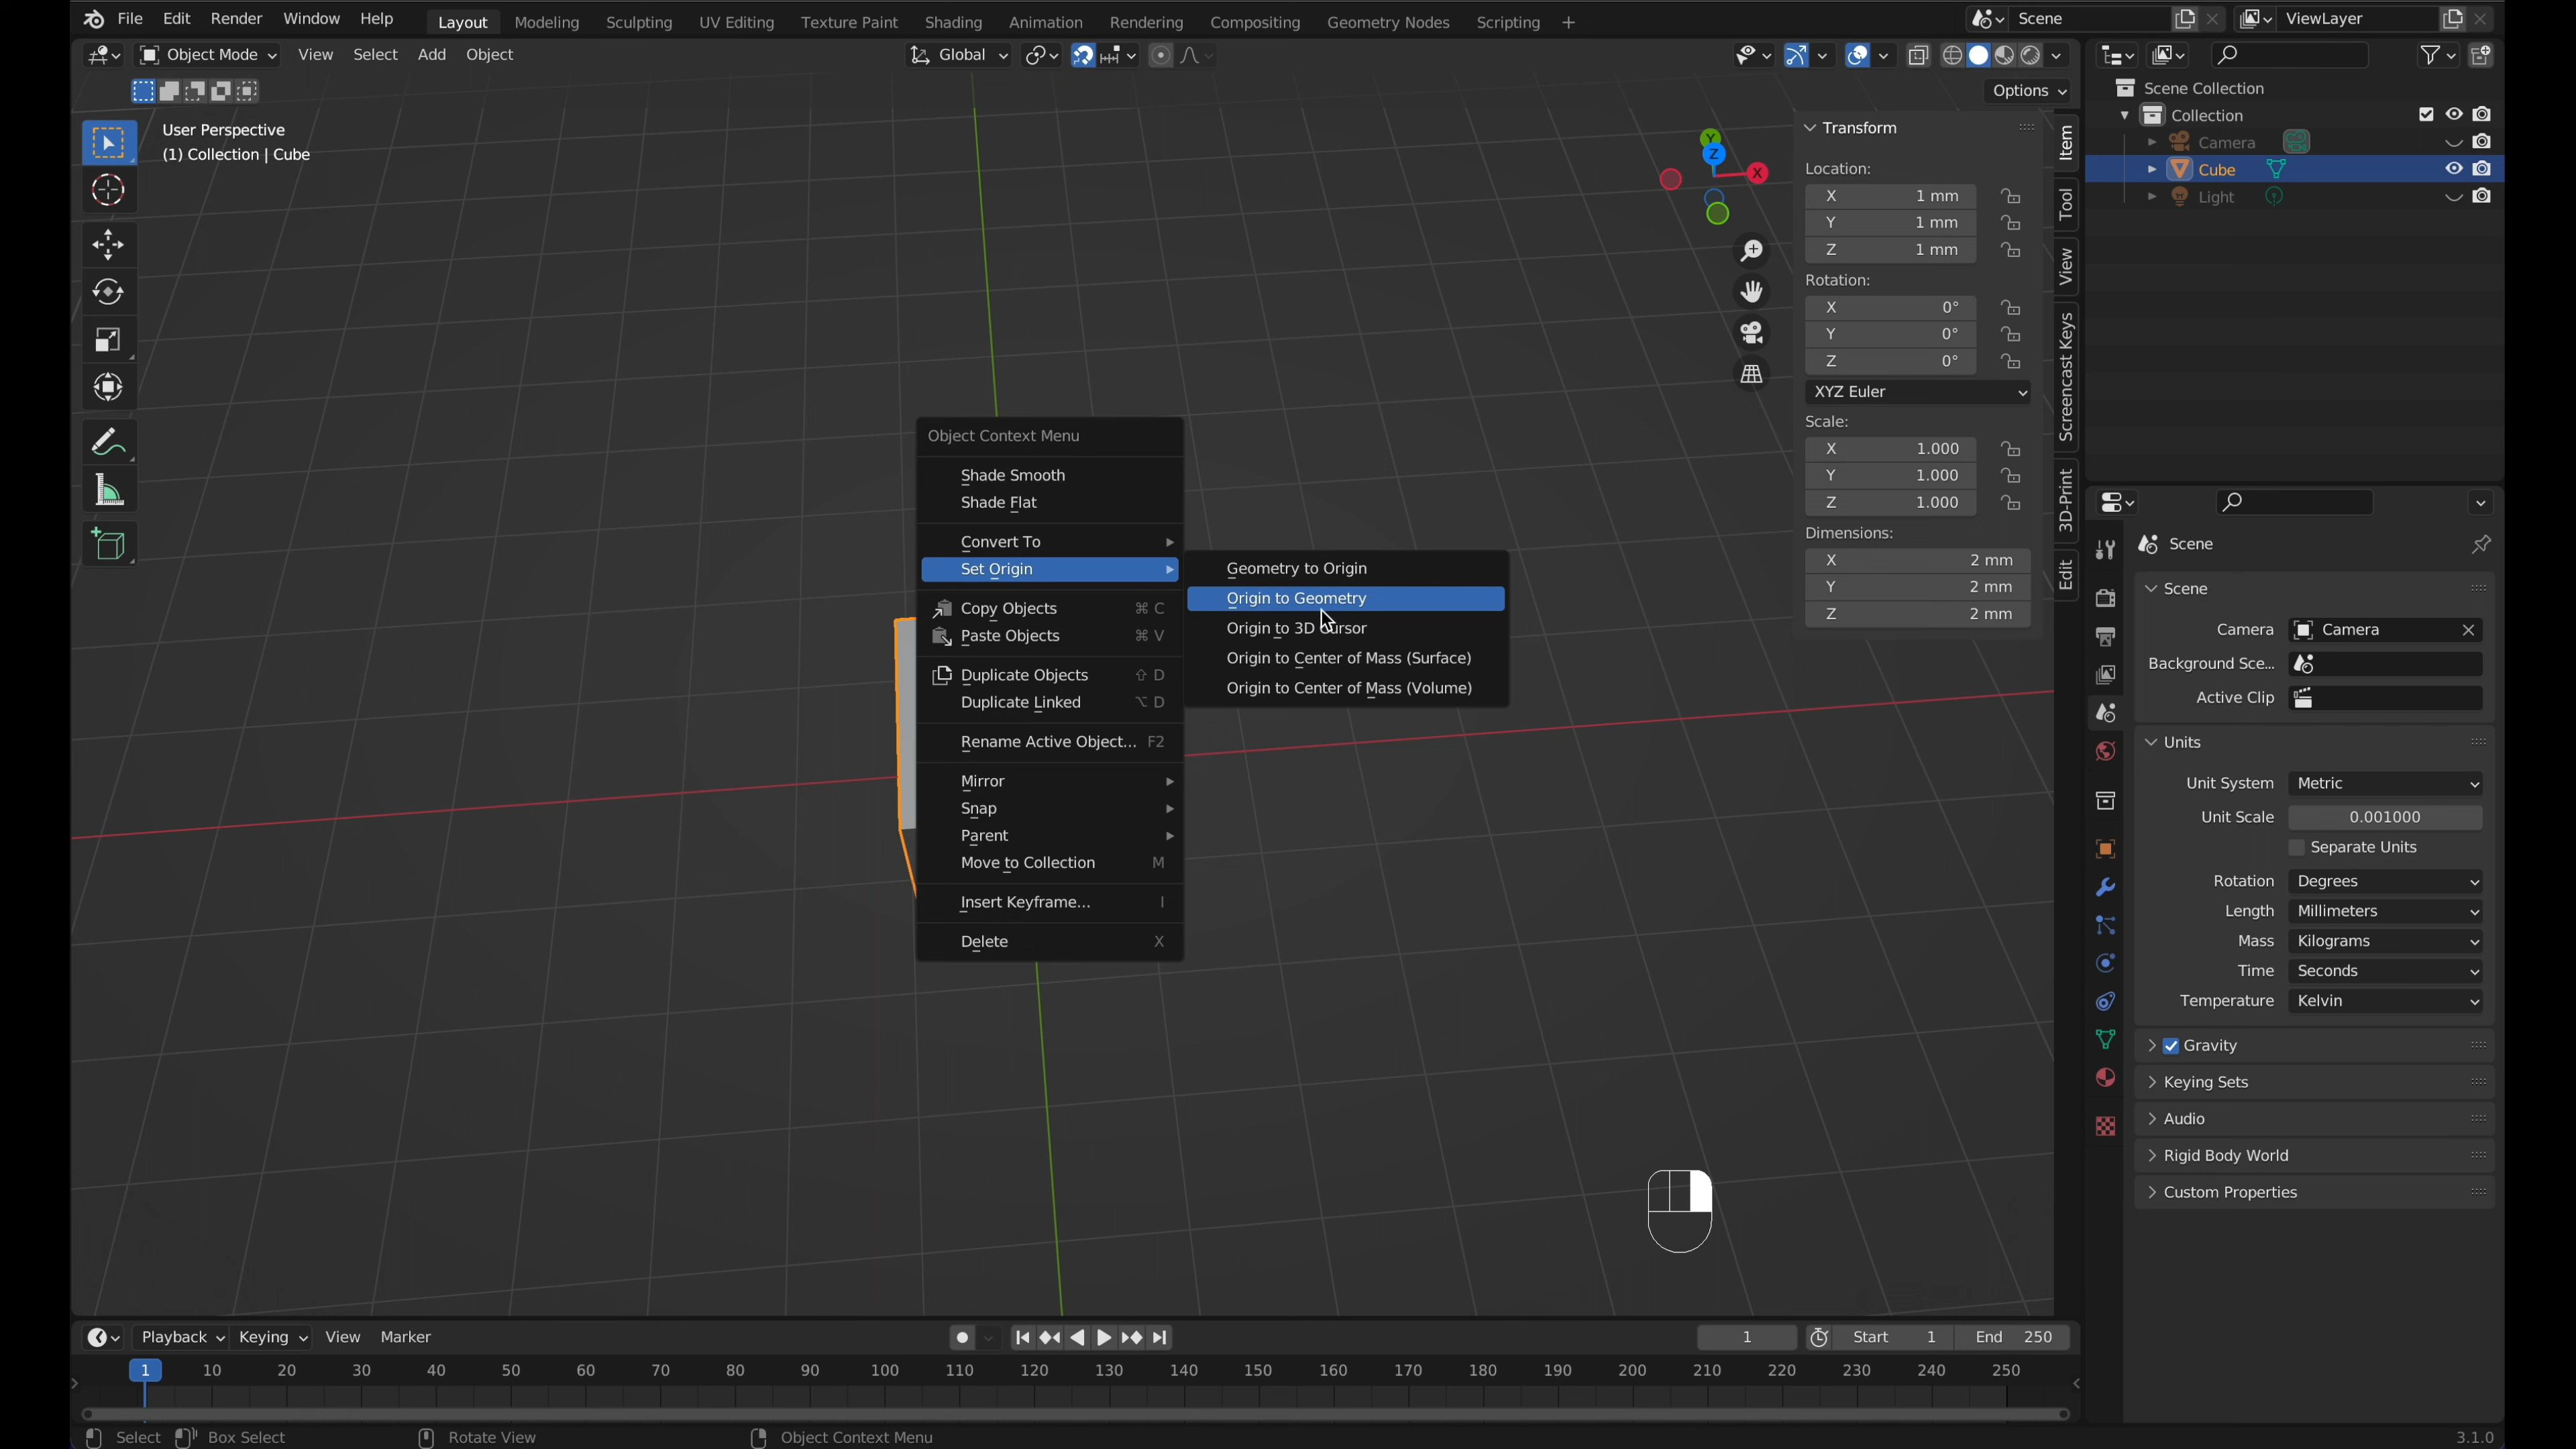 File Edit Render Window Help
Layout Modeling Sculpting UV Editing Texture Paint Shading Animation Rendering Compositing Geometry Nodes Scripting +
Scene
ViewLayer
Object Mode View Select Add Object
Global
Options
User Perspective
(1) Collection | Cube
Y
Z
X
Transform
Location:
X 1 mm
Y 1 mm
Z 1 mm
Rotation:
X 0°
Y 0°
Z 0°
XYZ Euler
Scale:
X 1.000
Y 1.000
Z 1.000
Dimensions:
X 2 mm
Y 2 mm
Z 2 mm
Item
Tool
View
Screencast Keys
3D-Print
Edit
Object Context Menu
Shade Smooth
Shade Flat
Convert To
Set Origin
Copy Objects ⌘ C
Paste Objects ⌘ V
Duplicate Objects ⇧ D
Duplicate Linked ⌥ D
Rename Active Object... F2
Mirror
Snap
Parent
Move to Collection M
Insert Keyframe... I
Delete X
Geometry to Origin
Origin to Geometry
Origin to 3D Cursor
Origin to Center of Mass (Surface)
Origin to Center of Mass (Volume)
Scene Collection
Collection
Camera
Cube
Light
Scene
Scene
Camera Camera
Background Sce...
Active Clip
Units
Unit System Metric
Unit Scale 0.001000
Separate Units
Rotation Degrees
Length Millimeters
Mass Kilograms
Time Seconds
Temperature Kelvin
Gravity
Keying Sets
Audio
Rigid Body World
Custom Properties
Playback Keying View Marker
1 Start 1 End 250
1 10 20 30 40 50 60 70 80 90 100 110 120 130 140 150 160 170 180 190 200 210 220 230 240 250
Select Box Select Rotate View Object Context Menu 3.1.0